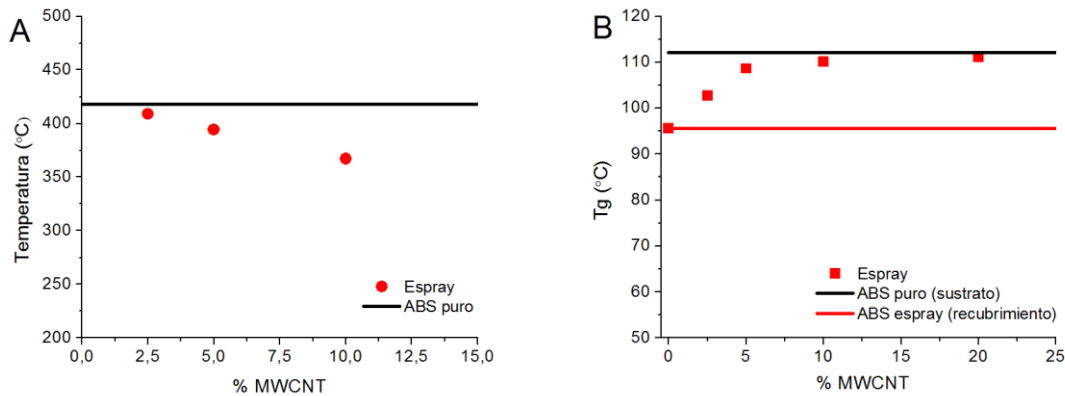 A
500
450
400
350
300
250
200
Temperatura (°C)
Espray
ABS puro
0,0 2,5 5,0 7,5 10,0 12,5 15,0
% MWCNT
B
120
110
100
90
80
70
60
50
Tg (°C)
Espray
ABS puro (sustrato)
ABS espray (recubrimiento)
0 5 10 15 20 25
% MWCNT